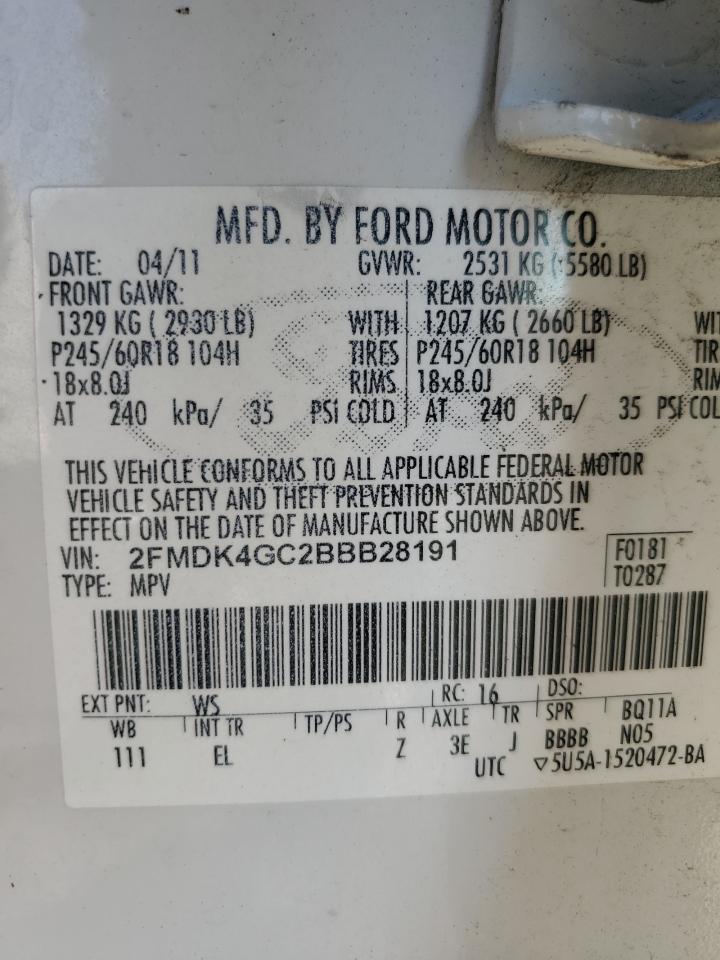 MFD. BY FORD MOTOR CO.
DATE: 04/11 GVWR: 2531 KG (5580 LB)
FRONT GAWR: REAR GAWR:
1329 KG (2930 LB) WITH 1207 KG (2660 LB) WIT
P245/60R18 104H TIRES P245/60R18 104H TIR
18x8.0J RIMS 18x8.0J RIM
AT 240 kPa/ 35 PSI COLD AT 240 kPa/ 35 PSI COL
THIS VEHICLE CONFORMS TO ALL APPLICABLE FEDERAL MOTOR
VEHICLE SAFETY AND THEFT PREVENTION STANDARDS IN
EFFECT ON THE DATE OF MANUFACTURE SHOWN ABOVE.
VIN: 2FMDK4GC2BBB28191 F0181
TYPE: MPV T0287
EXT PNT: WS RC: 16 DSO:
WB INT TR TP/PS R AXLE TR SPR BQ11A
111 EL Z 3E J BBBB N05
UTC ▽5U5A-1520472-BA